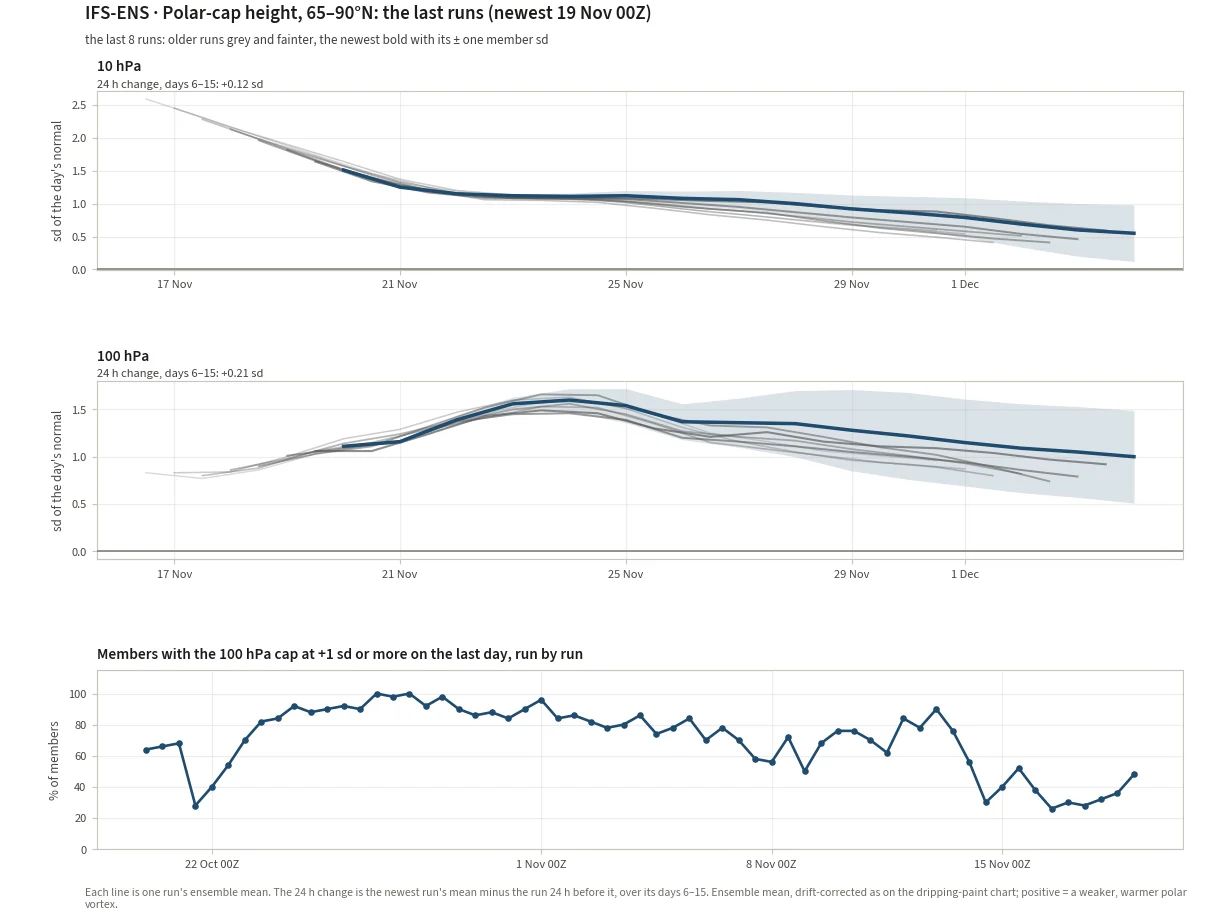 IFS-ENS · Polar-cap height, 65–90°N: the last runs (newest 19 Nov 00Z)
the last 8 runs: older runs grey and fainter, the newest bold with its ± one member sd
10 hPa
24 h change, days 6–15: +0.12 sd
sd of the day's normal
2.5
2.0
1.5
1.0
0.5
0.0
17 Nov
21 Nov
25 Nov
29 Nov
1 Dec
100 hPa
24 h change, days 6–15: +0.21 sd
sd of the day's normal
1.5
1.0
0.5
0.0
17 Nov
21 Nov
25 Nov
29 Nov
1 Dec
Members with the 100 hPa cap at +1 sd or more on the last day, run by run
% of members
100
80
60
40
20
0
22 Oct 00Z
1 Nov 00Z
8 Nov 00Z
15 Nov 00Z
Each line is one run's ensemble mean. The 24 h change is the newest run's mean minus the run 24 h before it, over its days 6–15. Ensemble mean, drift-corrected as on the dripping-paint chart; positive = a weaker, warmer polar
vortex.